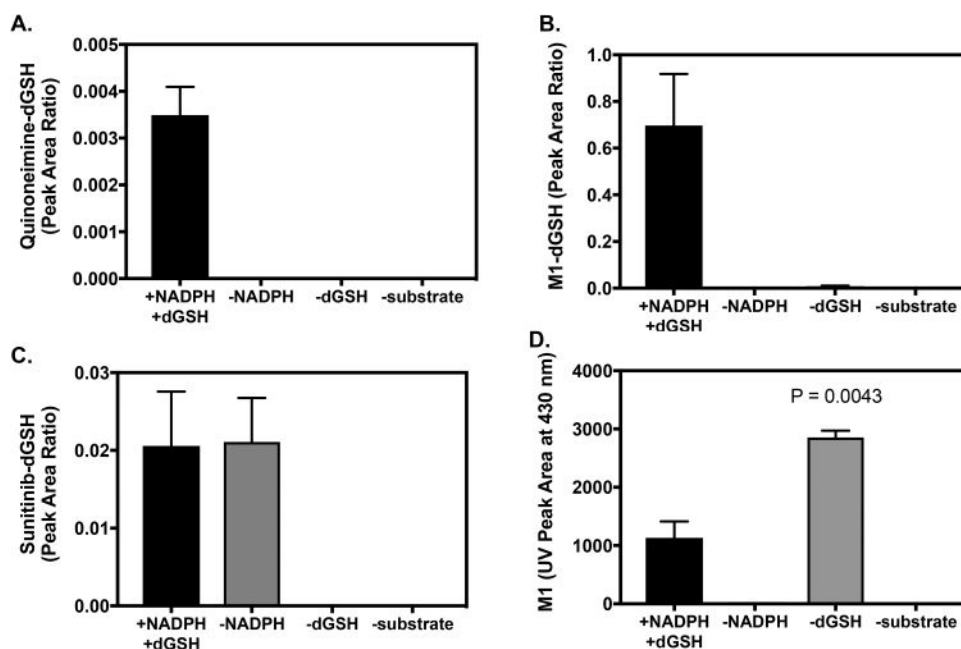 A.
Quinoneimine-dGSH
(Peak Area Ratio)
0.005
0.004
0.003
0.002
0.001
0.000
+NADPH -NADPH -dGSH -substrate
+dGSH
B.
M1-dGSH (Peak Area Ratio)
1.0
0.8
0.6
0.4
0.2
0.0
+NADPH -NADPH -dGSH -substrate
+dGSH
C.
Sunitinib-dGSH
(Peak Area Ratio)
0.03
0.02
0.01
0.00
+NADPH -NADPH -dGSH -substrate
+dGSH
D.
M1 (UV Peak Area at 430 nm)
4000
3000
2000
1000
0
P = 0.0043
+NADPH -NADPH -dGSH -substrate
+dGSH